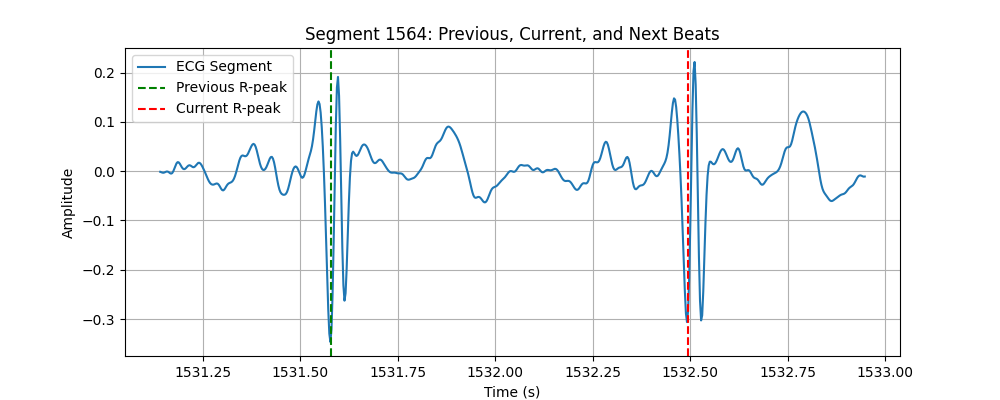 Segment 1564: Previous, Current, and Next Beats
ECG Segment
Previous R-peak
Current R-peak
0.2
0.1
0.0
−0.1
−0.2
−0.3
Amplitude
1531.25 1531.50 1531.75 1532.00 1532.25 1532.50 1532.75 1533.00
Time (s)